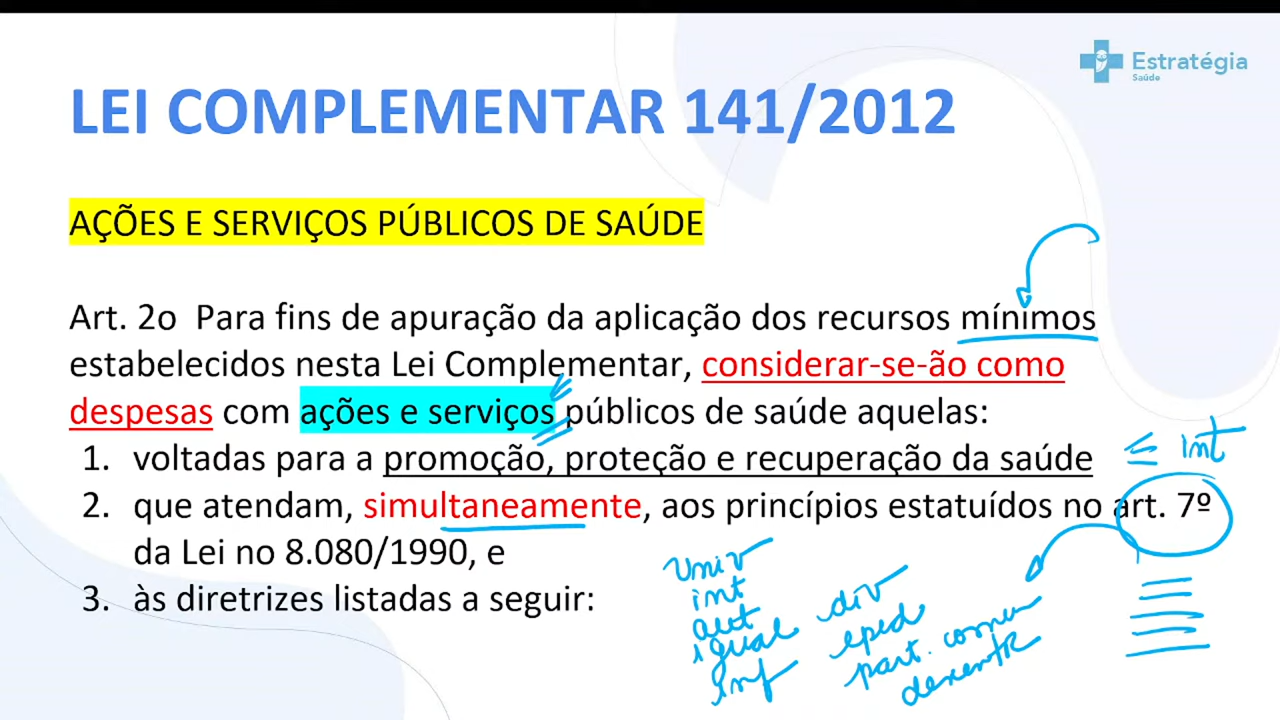 Estratégia
Saúde
LEI COMPLEMENTAR 141/2012
AÇÕES E SERVIÇOS PÚBLICOS DE SAÚDE
Art. 2o Para fins de apuração da aplicação dos recursos mínimos
estabelecidos nesta Lei Complementar, considerar-se-ão como
despesas com ações e serviços públicos de saúde aquelas:
1. voltadas para a promoção, proteção e recuperação da saúde
int
2. que atendam, simultaneamente, aos princípios estatuídos no art. 7º
da Lei no 8.080/1990, e
3. às diretrizes listadas a seguir:
Univ
int
aut
igual
inf
div
epid
part. comun